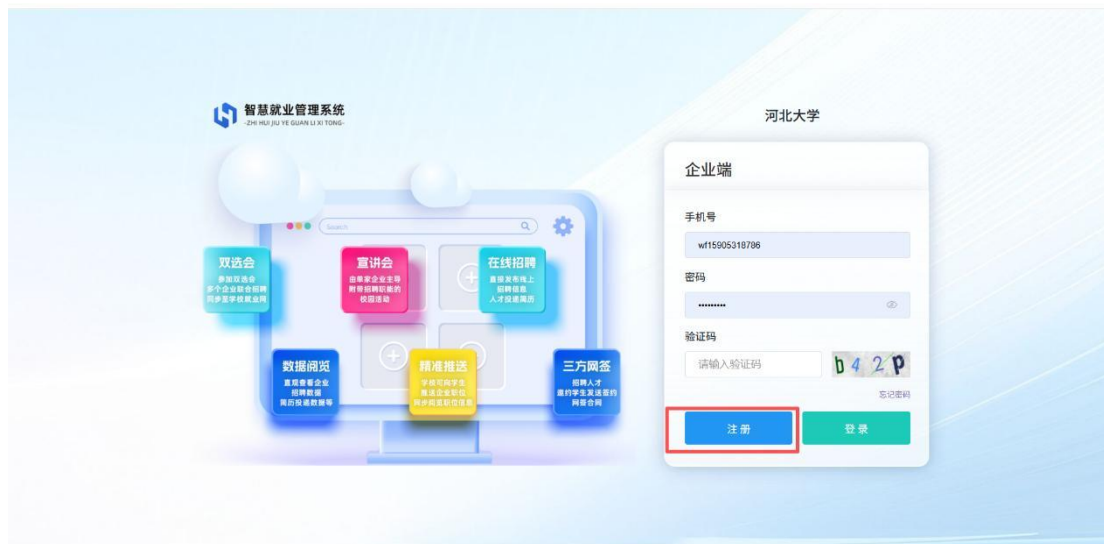 智慧就业管理系统
-ZHI HUI JIU YE GUAN LI XI TONG-
河北大学
企业端
手机号
wf15905318786
密码
•••••••••
验证码
请输入验证码
b42p
忘记密码
注册
登录
Search
双选会
参加双选会
多个企业联合招聘
同步至学校就业网
宣讲会
由单家企业主导
附带招聘职能的
校园活动
在线招聘
直接发布线上
招聘信息
人才投递简历
数据阅览
直观查看企业
招聘数据
简历投递数据等
精准推送
学校可向学生
推送企业职位
同步阅览职位信息
三方网签
招聘人才
邀约学生发送签约
网签合同